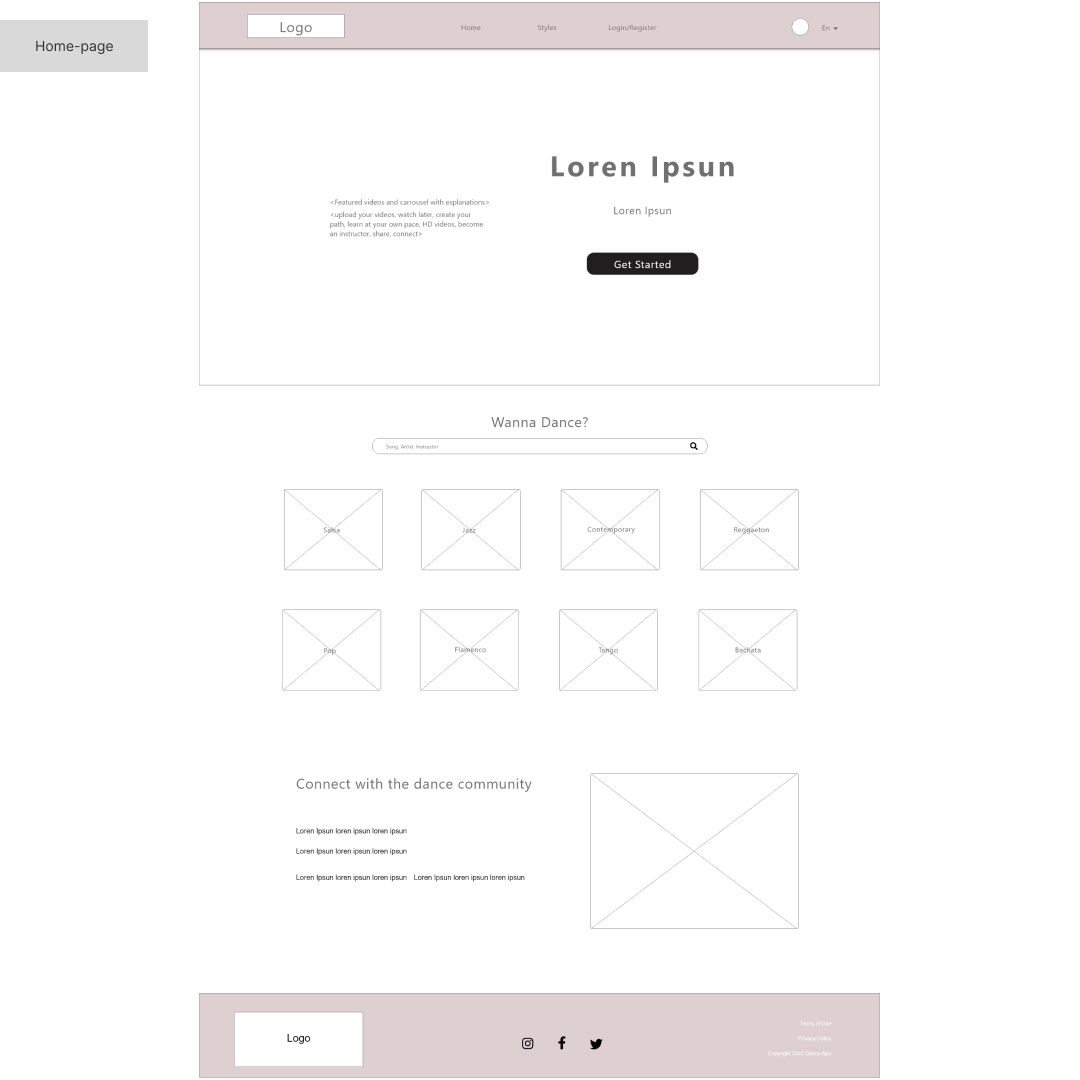 Home-page
Logo
Home
Styles
Login/Register
En
Loren Ipsun
Loren Ipsun
Get Started
<Featured videos and carrousel with explanations>
<upload your videos, watch later, create your
path, learn at your own pace, HD videos, become
an instructor, share, connect>
Wanna Dance?
Song, Artist, Instructor
Salsa
Jazz
Contemporary
Reggaeton
Pop
Flamenco
Tango
Bachata
Connect with the dance community
Loren Ipsun loren ipsun loren ipsun
Loren Ipsun loren ipsun loren ipsun
Loren Ipsun loren ipsun loren ipsun Loren Ipsun loren ipsun loren ipsun
Logo
Terms of Use
Privacy Policy
Copyright 2020 Dance App